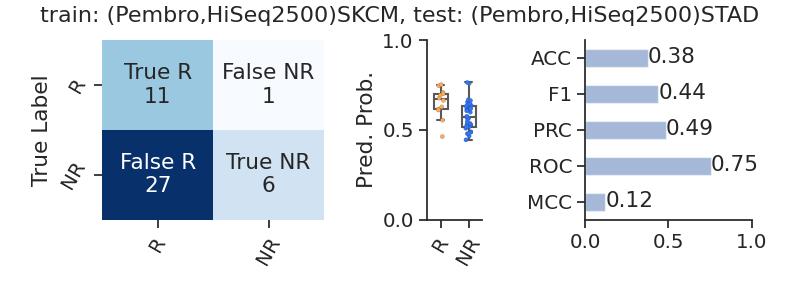 train: (Pembro,HiSeq2500)SKCM, test: (Pembro,HiSeq2500)STAD
True Label
R
NR
True R
11
False NR
1
False R
27
True NR
6
R
NR
Pred. Prob.
1.0
0.5
0.0
R
NR
ACC
0.38
F1
0.44
PRC
0.49
ROC
0.75
MCC
0.12
0.0
0.5
1.0